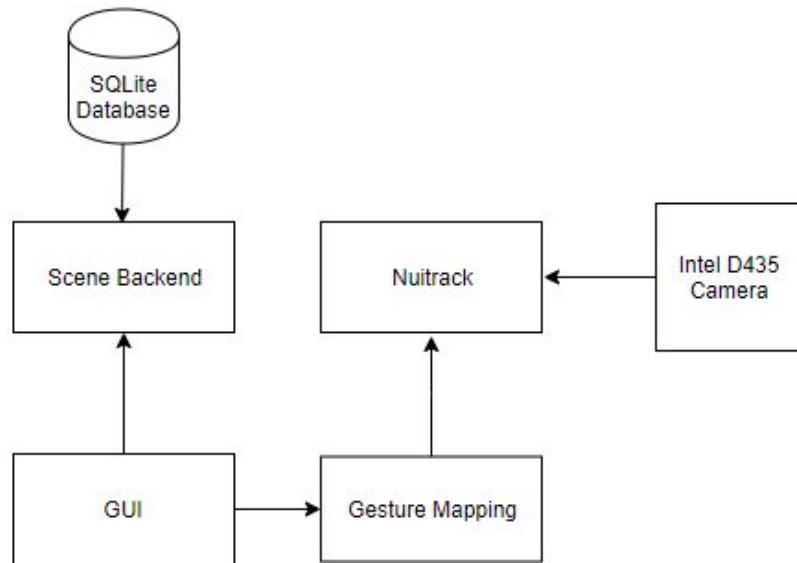 SQLite
Database
Scene Backend
Nuitrack
Intel D435
Camera
GUI
Gesture Mapping